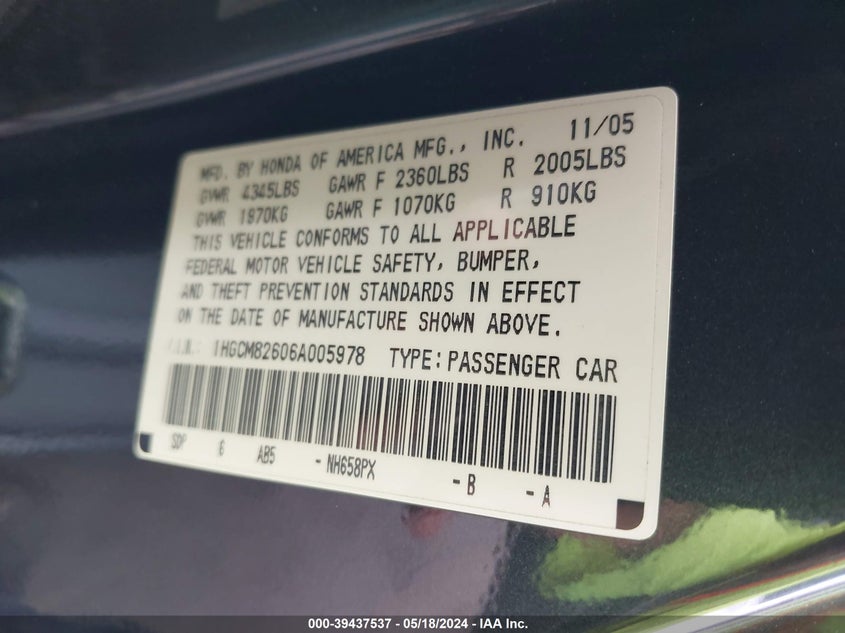 MFD. BY HONDA OF AMERICA MFG., INC. 11/05
GVWR 4345LBS GAWR F 2360LBS R 2005LBS
GVWR 1970KG GAWR F 1070KG R 910KG
THIS VEHICLE CONFORMS TO ALL APPLICABLE
FEDERAL MOTOR VEHICLE SAFETY, BUMPER,
AND THEFT PREVENTION STANDARDS IN EFFECT
ON THE DATE OF MANUFACTURE SHOWN ABOVE.
V.I.N.: 1HGCM82606A005978 TYPE: PASSENGER CAR
SDP 6 AB5 -NH658PX -B -A
000-39437537 - 05/18/2024 - IAA Inc.